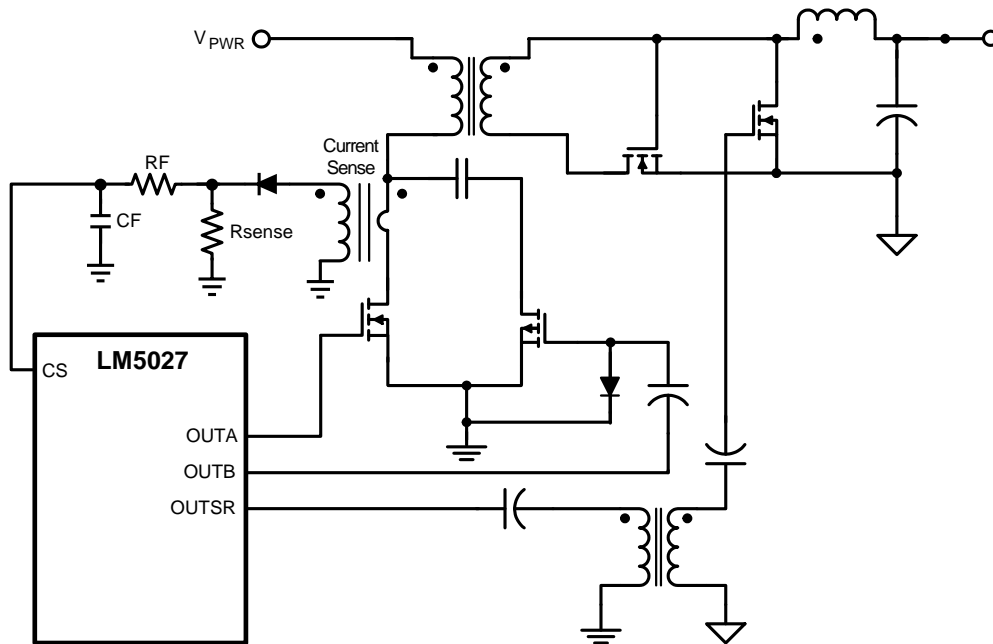 V PWR
Current
Sense
RF
CF
Rsense
LM5027
CS
OUTA
OUTB
OUTSR